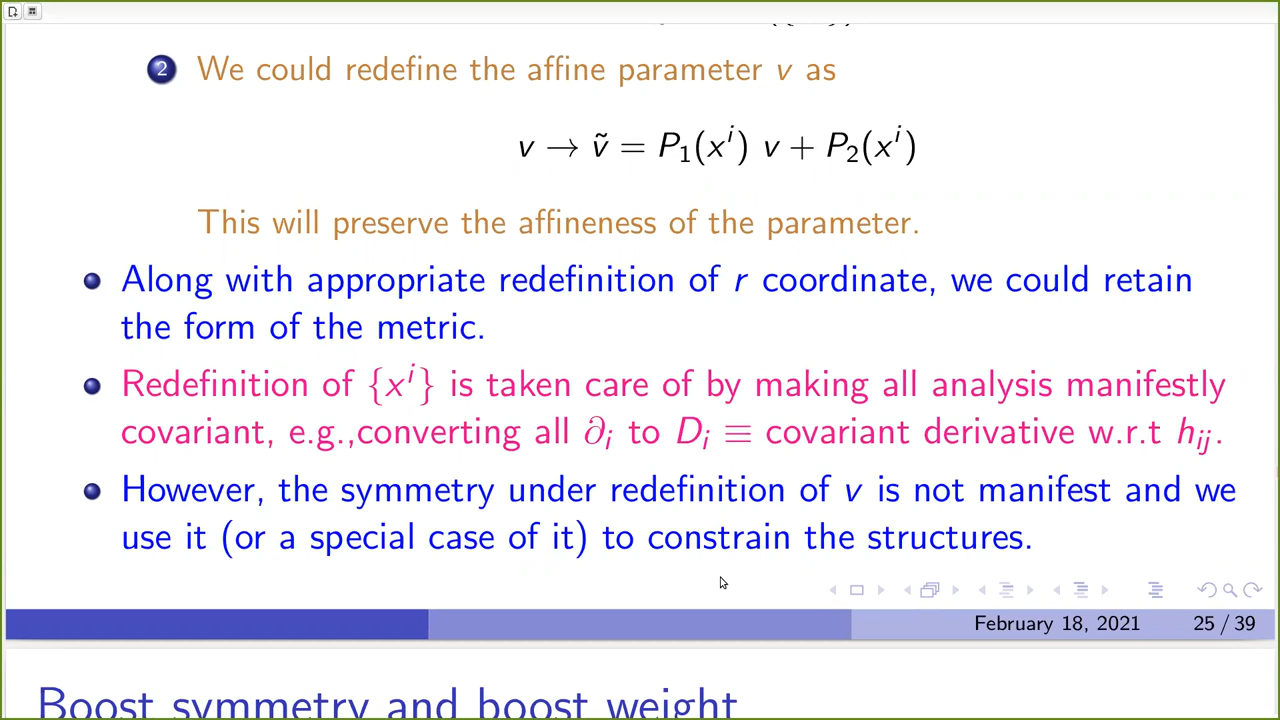 2 We could redefine the affine parameter v as
v → ṽ = P₁(xⁱ) v + P₂(xⁱ)
This will preserve the affineness of the parameter.
Along with appropriate redefinition of r coordinate, we could retain
the form of the metric.
Redefinition of {xⁱ} is taken care of by making all analysis manifestly
covariant, e.g.,converting all ∂ᵢ to Dᵢ ≡ covariant derivative w.r.t hᵢⱼ.
However, the symmetry under redefinition of v is not manifest and we
use it (or a special case of it) to constrain the structures.
February 18, 2021 25 / 39
Boost symmetry and boost weight